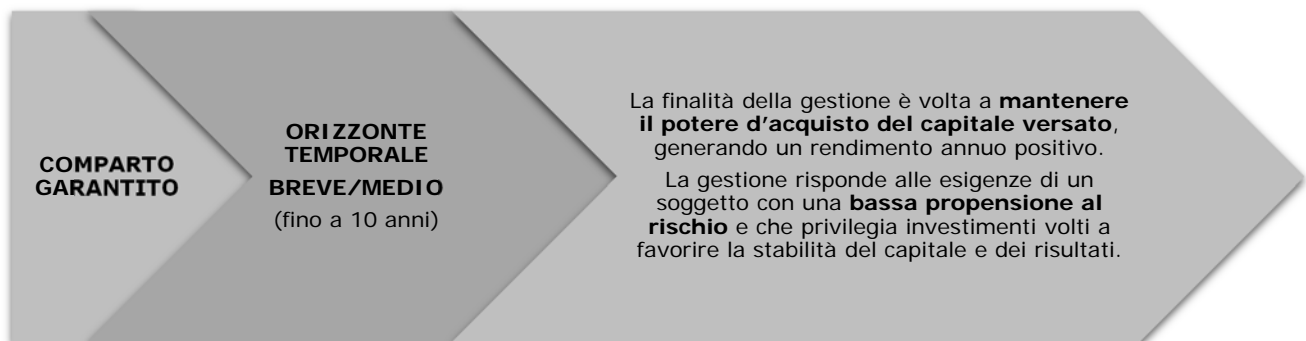 COMPARTO
GARANTITO
ORIZZONTE
TEMPORALE
BREVE/MEDIO
(fino a 10 anni)
La finalità della gestione è volta a mantenere
il potere d'acquisto del capitale versato,
generando un rendimento annuo positivo.
La gestione risponde alle esigenze di un
soggetto con una bassa propensione al
rischio e che privilegia investimenti volti a
favorire la stabilità del capitale e dei risultati.